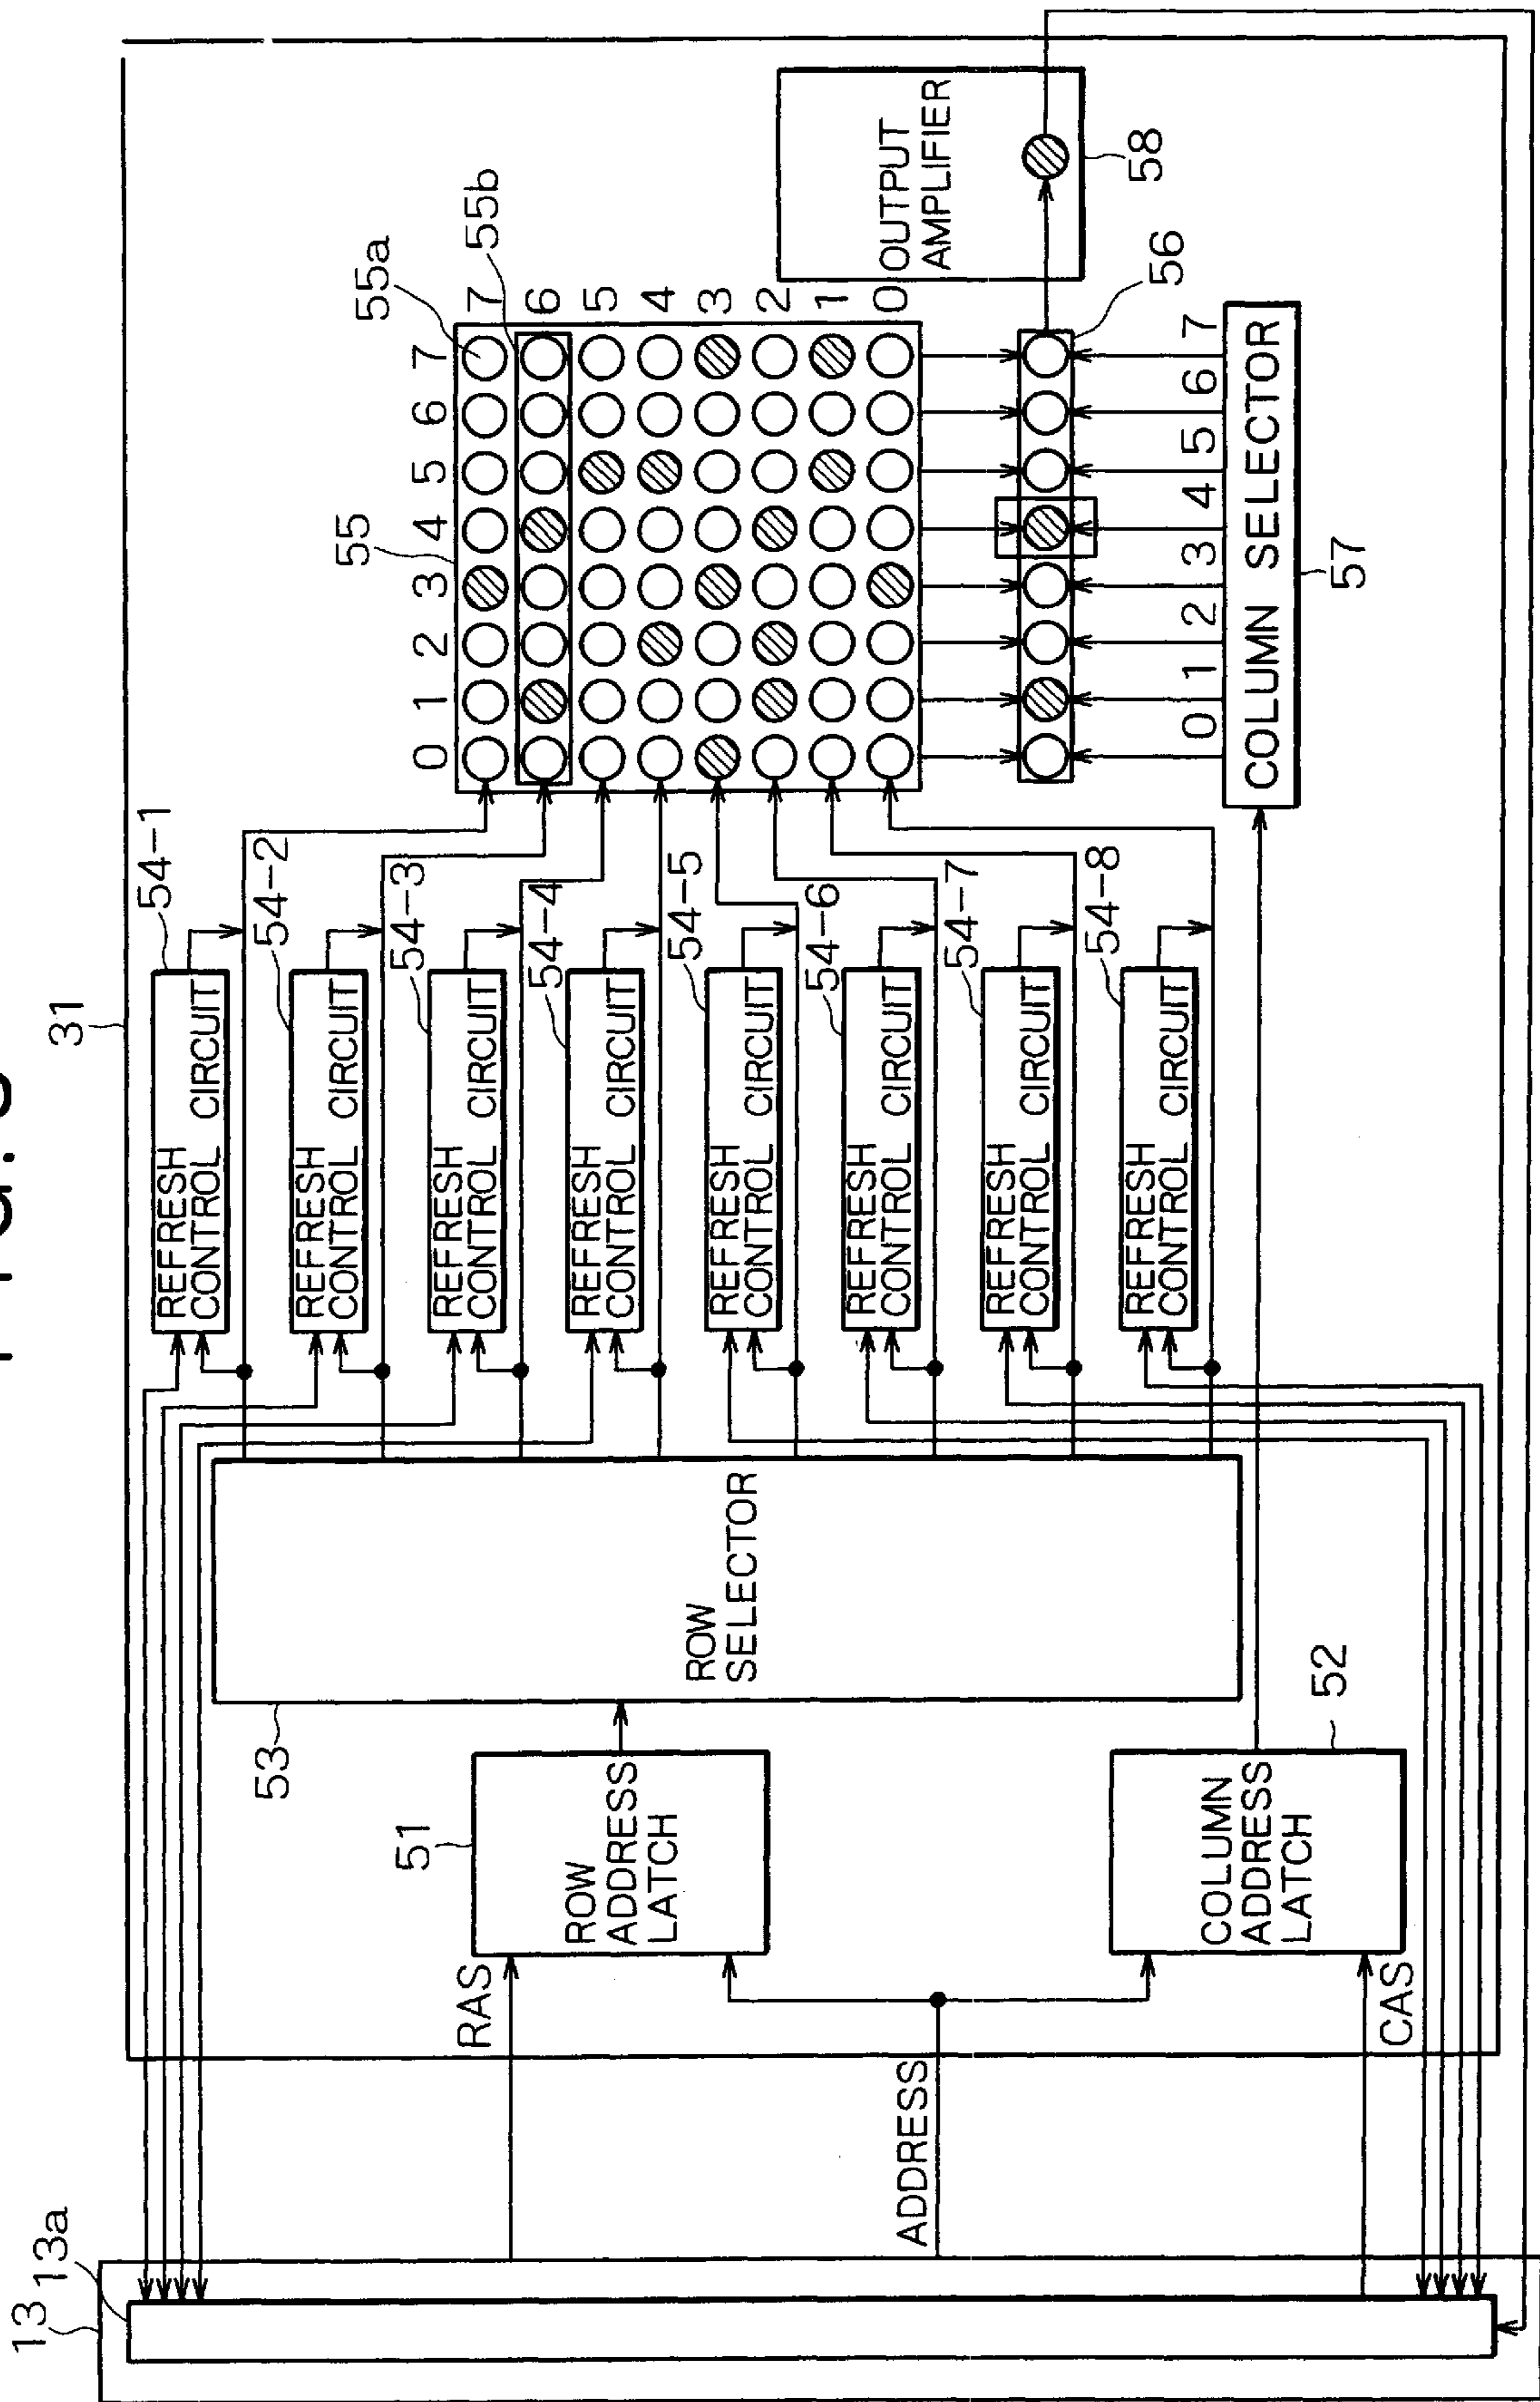 31
54-1
REFRESH
CONTROL CIRCUIT
54-2
REFRESH
CONTROL CIRCUIT
54-3
REFRESH
CONTROL CIRCUIT
54-4
REFRESH
CONTROL CIRCUIT
54-5
REFRESH
CONTROL CIRCUIT
54-6
REFRESH
CONTROL CIRCUIT
54-7
REFRESH
CONTROL CIRCUIT
54-8
REFRESH
CONTROL CIRCUIT
13
13a
RAS
ADDRESS
CAS
51
ROW
ADDRESS
LATCH
52
COLUMN
ADDRESS
LATCH
53
ROW
SELECTOR
55
55a
55b
0 1 2 3 4 5 6 7
7
6
5
4
3
2
1
0
56
0 1 2 3 4 5 6 7
COLUMN SELECTOR
57
OUTPUT
AMPLIFIER
58